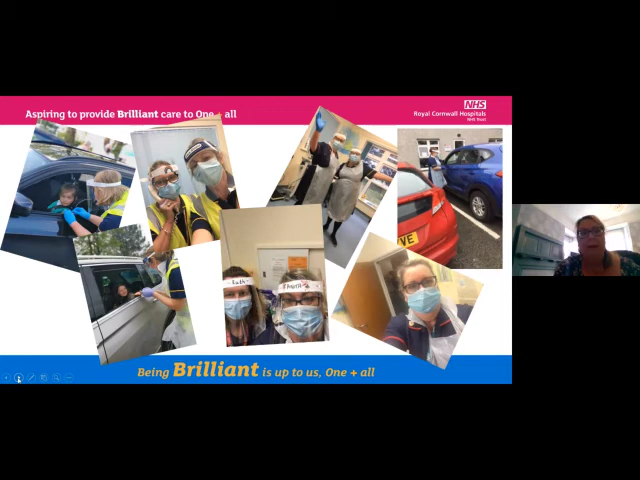 Aspiring to provide Brilliant care to One + all
NHS
Royal Cornwall Hospitals
NHS Trust
Being Brilliant is up to us, One + all